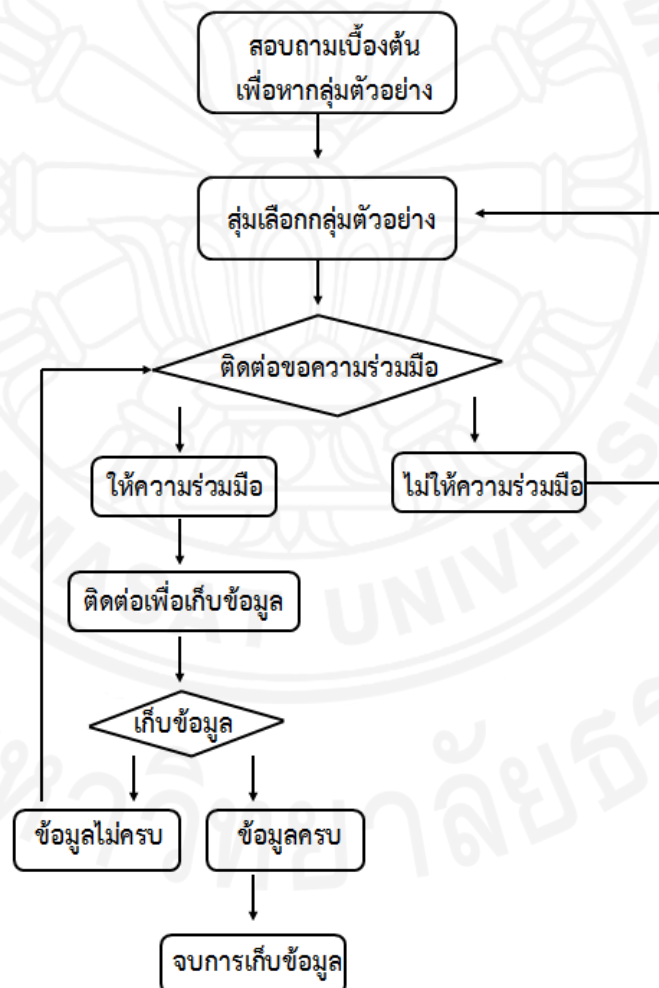 สอบถามเบื้องต้น
เพื่อหากลุ่มตัวอย่าง
สุ่มเลือกกลุ่มตัวอย่าง
ติดต่อขอความร่วมมือ
ให้ความร่วมมือ
ไม่ให้ความร่วมมือ
ติดต่อเพื่อเก็บข้อมูล
เก็บข้อมูล
ข้อมูลไม่ครบ
ข้อมูลครบ
จบการเก็บข้อมูล